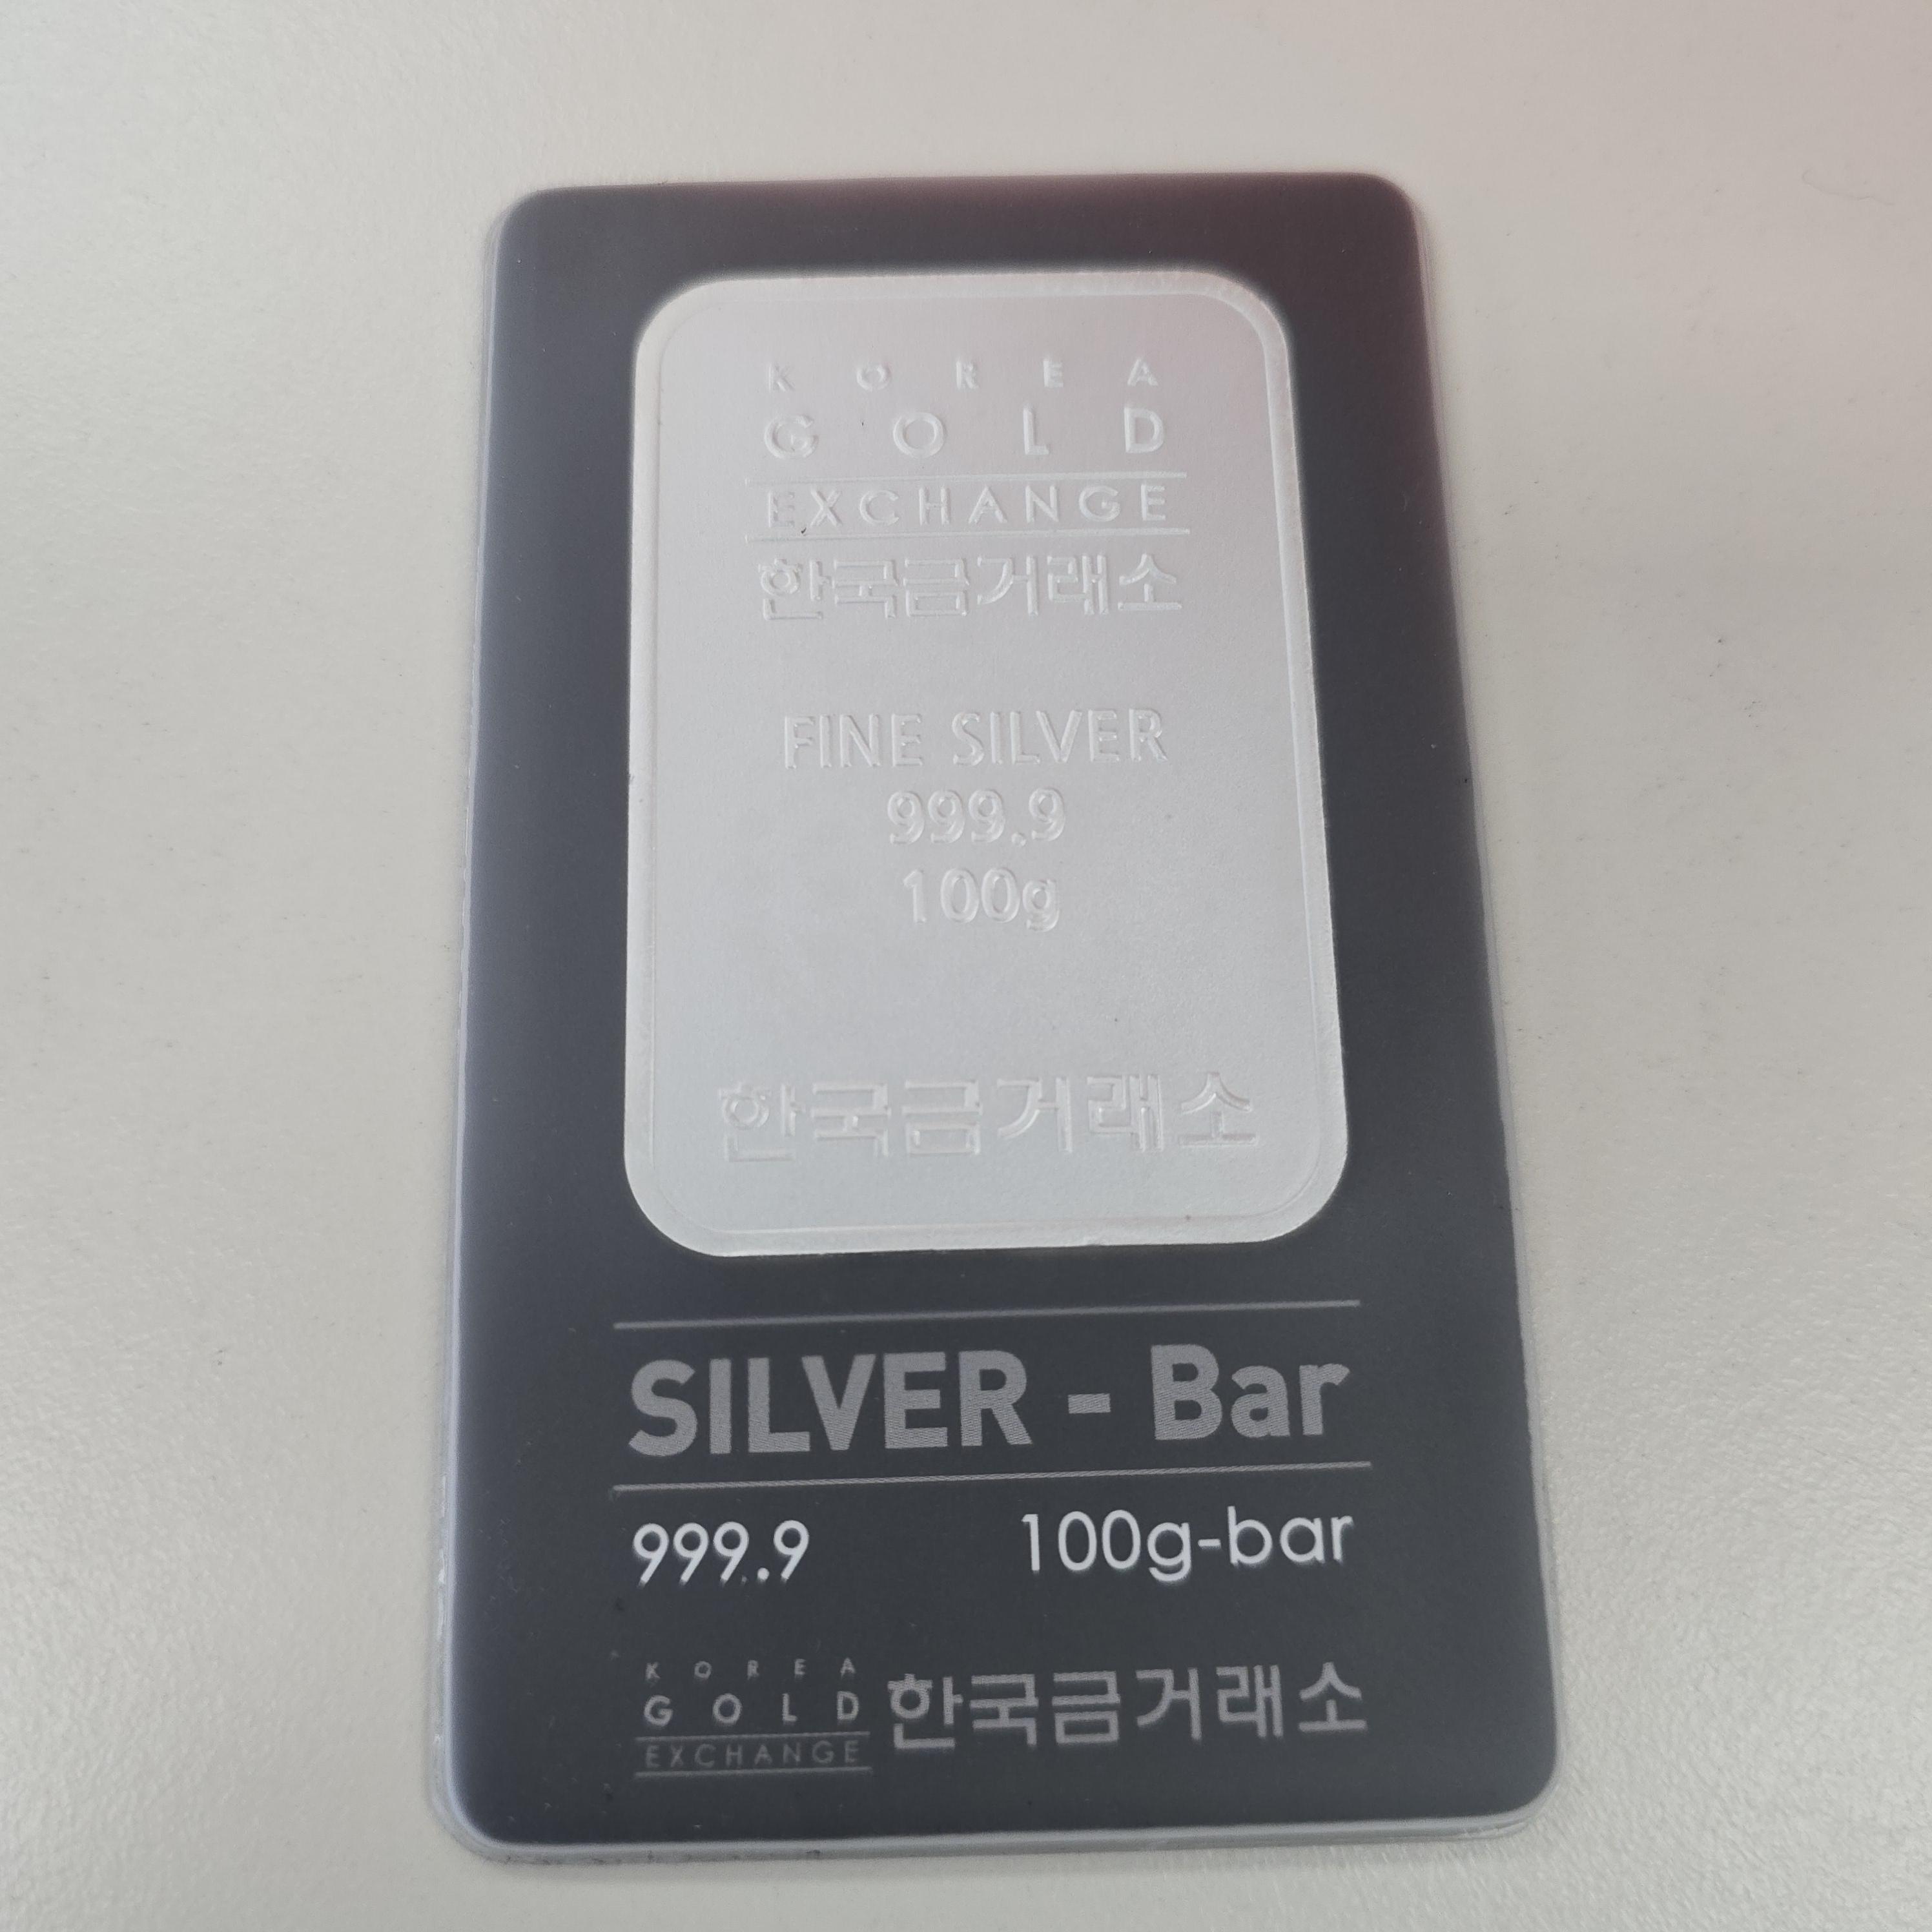 KOREA
GOLD
EXCHANGE
한국금거래소
FINE SILVER
999.9
100g
한국금거래소
SILVER - Bar
999.9 100g-bar
KOREA
GOLD
EXCHANGE
한국금거래소